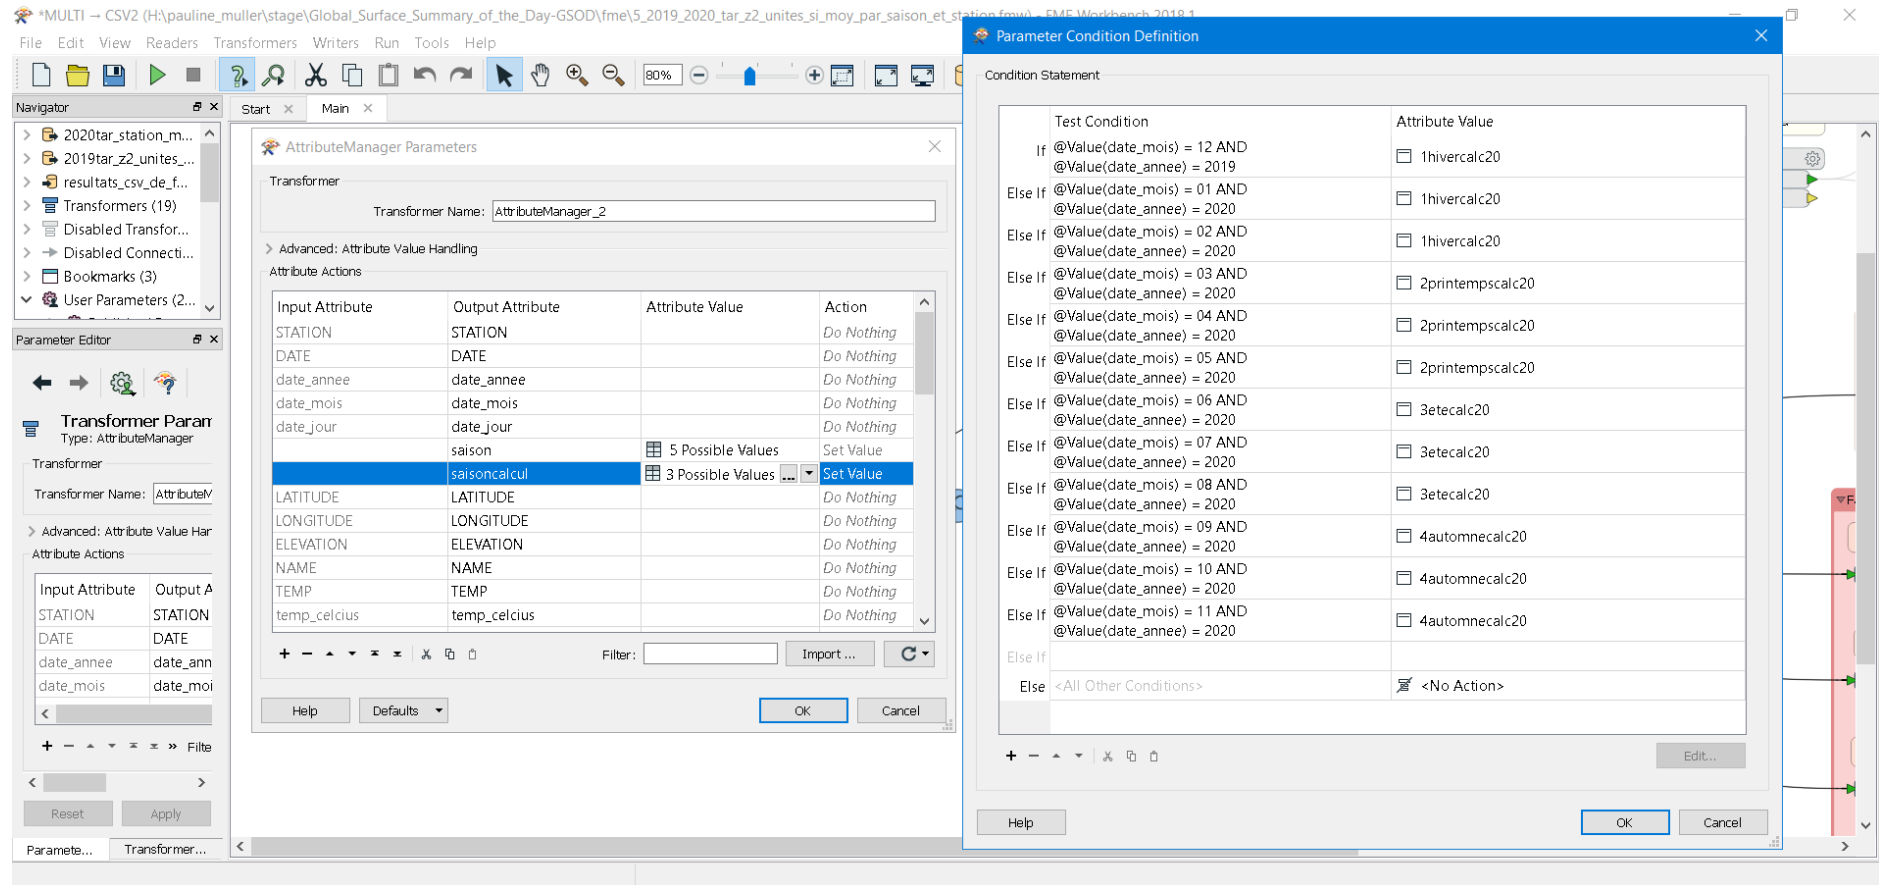 *MULTI → CSV2 (H:\pauline_muller\stage\Global_Surface_Summary_of_the_Day-GSOD\fme\5_2019_2020_tar_z2_unites_si_moy_par_saison_et_station.fmw) - FME Workbench 2018.1
File Edit View Readers Transformers Writers Run Tools Help
80%
Navigator
2020tar_station_m...
2019tar_z2_unites_...
resultats_csv_de_f...
Transformers (19)
Disabled Transfor...
Disabled Connecti...
Bookmarks (3)
User Parameters (2...
Parameter Editor
Transformer Param
Type: AttributeManager
Transformer
Transformer Name: AttributeM
Advanced: Attribute Value Har
Attribute Actions
Input Attribute Output A
STATION STATION
DATE DATE
date_annee date_ann
date_mois date_moi
Filte
Reset Apply
Paramete... Transformer...
Start Main
AttributeManager Parameters
Transformer
Transformer Name: AttributeManager_2
Advanced: Attribute Value Handling
Attribute Actions
Input Attribute Output Attribute Attribute Value Action
STATION STATION Do Nothing
DATE DATE Do Nothing
date_annee date_annee Do Nothing
date_mois date_mois Do Nothing
date_jour date_jour Do Nothing
saison 5 Possible Values Set Value
saisoncalcul 3 Possible Values ... Set Value
LATITUDE LATITUDE Do Nothing
LONGITUDE LONGITUDE Do Nothing
ELEVATION ELEVATION Do Nothing
NAME NAME Do Nothing
TEMP TEMP Do Nothing
temp_celcius temp_celcius Do Nothing
Filter: Import ...
Help Defaults OK Cancel
Parameter Condition Definition
Condition Statement
Test Condition Attribute Value
If @Value(date_mois) = 12 AND
@Value(date_annee) = 2019 1hivercalc20
Else If @Value(date_mois) = 01 AND
@Value(date_annee) = 2020 1hivercalc20
Else If @Value(date_mois) = 02 AND
@Value(date_annee) = 2020 1hivercalc20
Else If @Value(date_mois) = 03 AND
@Value(date_annee) = 2020 2printempscalc20
Else If @Value(date_mois) = 04 AND
@Value(date_annee) = 2020 2printempscalc20
Else If @Value(date_mois) = 05 AND
@Value(date_annee) = 2020 2printempscalc20
Else If @Value(date_mois) = 06 AND
@Value(date_annee) = 2020 3etecalc20
Else If @Value(date_mois) = 07 AND
@Value(date_annee) = 2020 3etecalc20
Else If @Value(date_mois) = 08 AND
@Value(date_annee) = 2020 3etecalc20
Else If @Value(date_mois) = 09 AND
@Value(date_annee) = 2020 4automnecalc20
Else If @Value(date_mois) = 10 AND
@Value(date_annee) = 2020 4automnecalc20
Else If @Value(date_mois) = 11 AND
@Value(date_annee) = 2020 4automnecalc20
Else If
Else <All Other Conditions> <No Action>
Edit...
Help OK Cancel